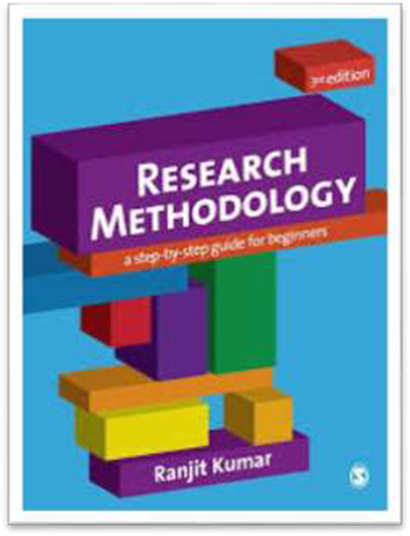 3rd edition
RESEARCH
METHODOLOGY
a step-by-step guide for beginners
Ranjit Kumar
S